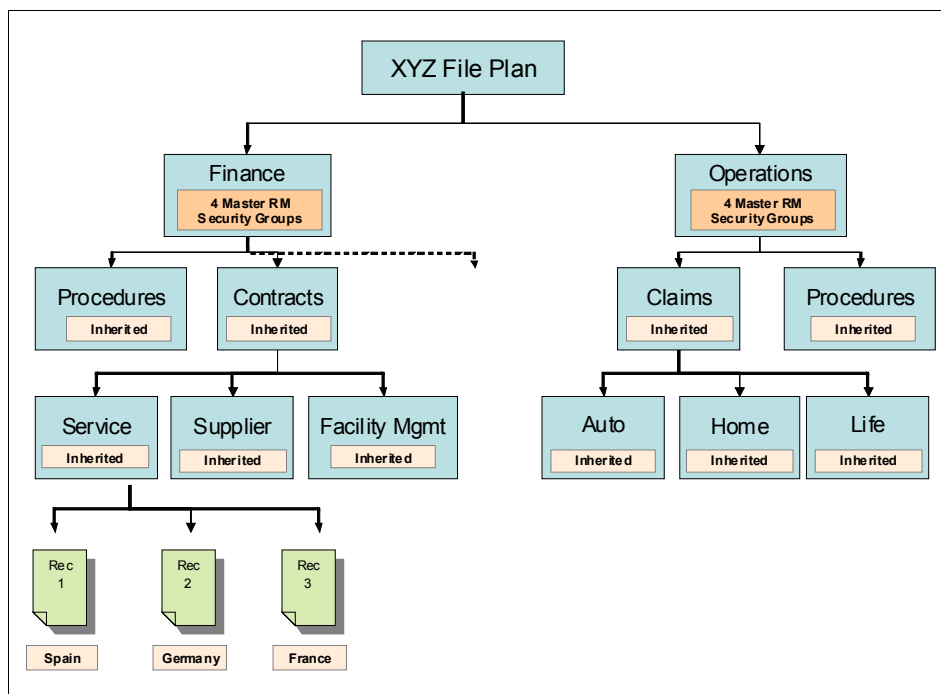 XYZ File Plan
Finance
4 Master RM
Security Groups
Operations
4 Master RM
Security Groups
Procedures
Inherited
Contracts
Inherited
Claims
Inherited
Procedures
Inherited
Service
Inherited
Supplier
Inherited
Facility Mgmt
Inherited
Auto
Inherited
Home
Inherited
Life
Inherited
Rec
1
Rec
2
Rec
3
Spain
Germany
France